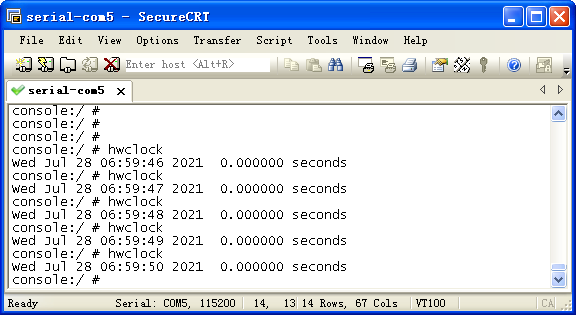 serial-com5 - SecureCRT
File Edit View Options Transfer Script Tools Window Help
Enter host <Alt+R>
serial-com5
console:/ #
console:/ #
console:/ #
console:/ # hwclock
Wed Jul 28 06:59:46 2021  0.000000 seconds
console:/ # hwclock
Wed Jul 28 06:59:47 2021  0.000000 seconds
console:/ # hwclock
Wed Jul 28 06:59:48 2021  0.000000 seconds
console:/ # hwclock
Wed Jul 28 06:59:49 2021  0.000000 seconds
console:/ # hwclock
Wed Jul 28 06:59:50 2021  0.000000 seconds
console:/ #
Ready Serial: COM5, 115200 14, 13 14 Rows, 67 Cols VT100 CA